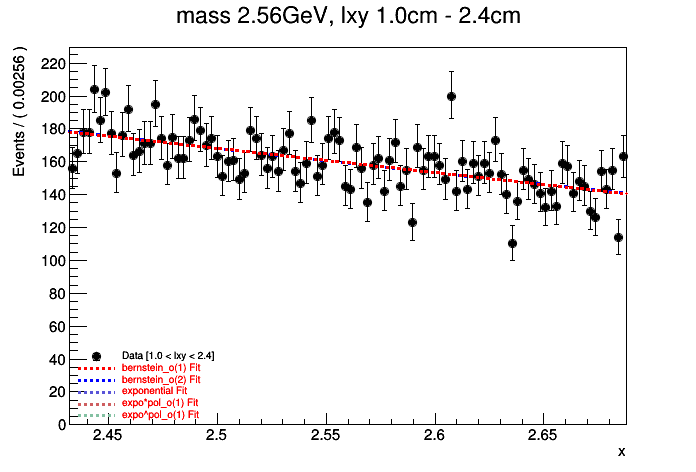 mass 2.56GeV, lxy 1.0cm - 2.4cm
Events / ( 0.00256 )
220
200
180
160
140
120
100
80
60
40
20
0
Data [1.0 < lxy < 2.4]
bernstein_o(1) Fit
bernstein_o(2) Fit
exponential Fit
expo*pol_o(1) Fit
expo^pol_o(1) Fit
2.45
2.5
2.55
2.6
2.65
x